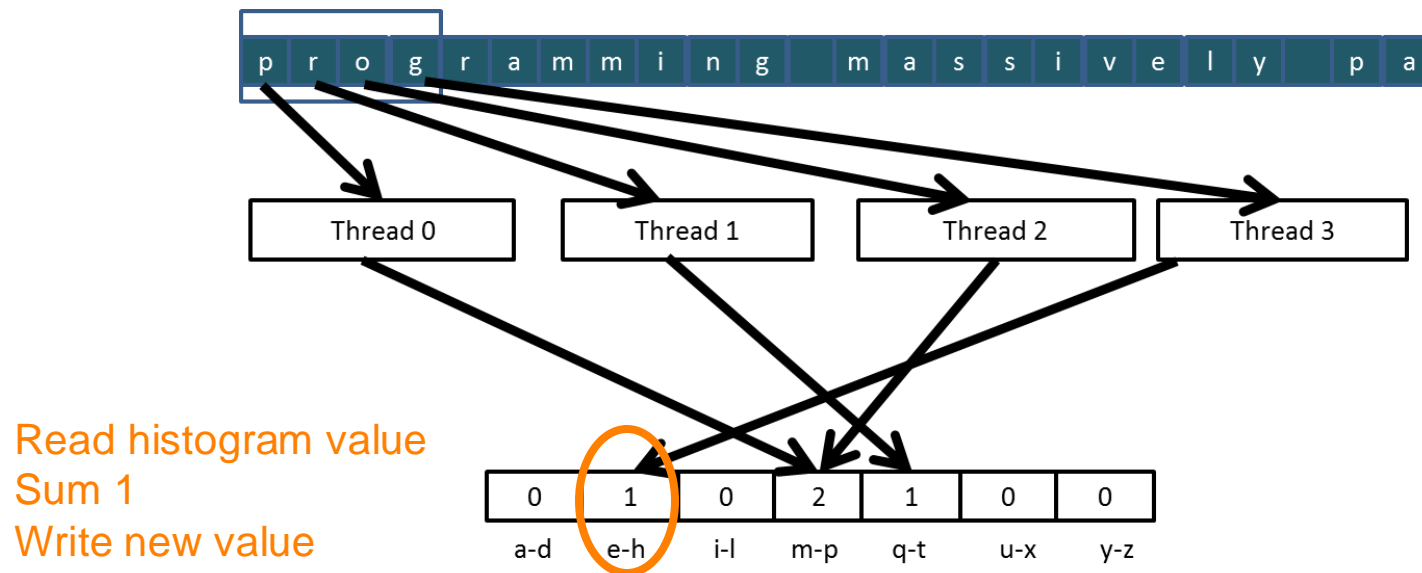 p r o g r a m m i n g m a s s i v e l y p a
Thread 0 Thread 1 Thread 2 Thread 3
Read histogram value
Sum 1
Write new value
0 1 0 2 1 0 0
a-d e-h i-l m-p q-t u-x y-z